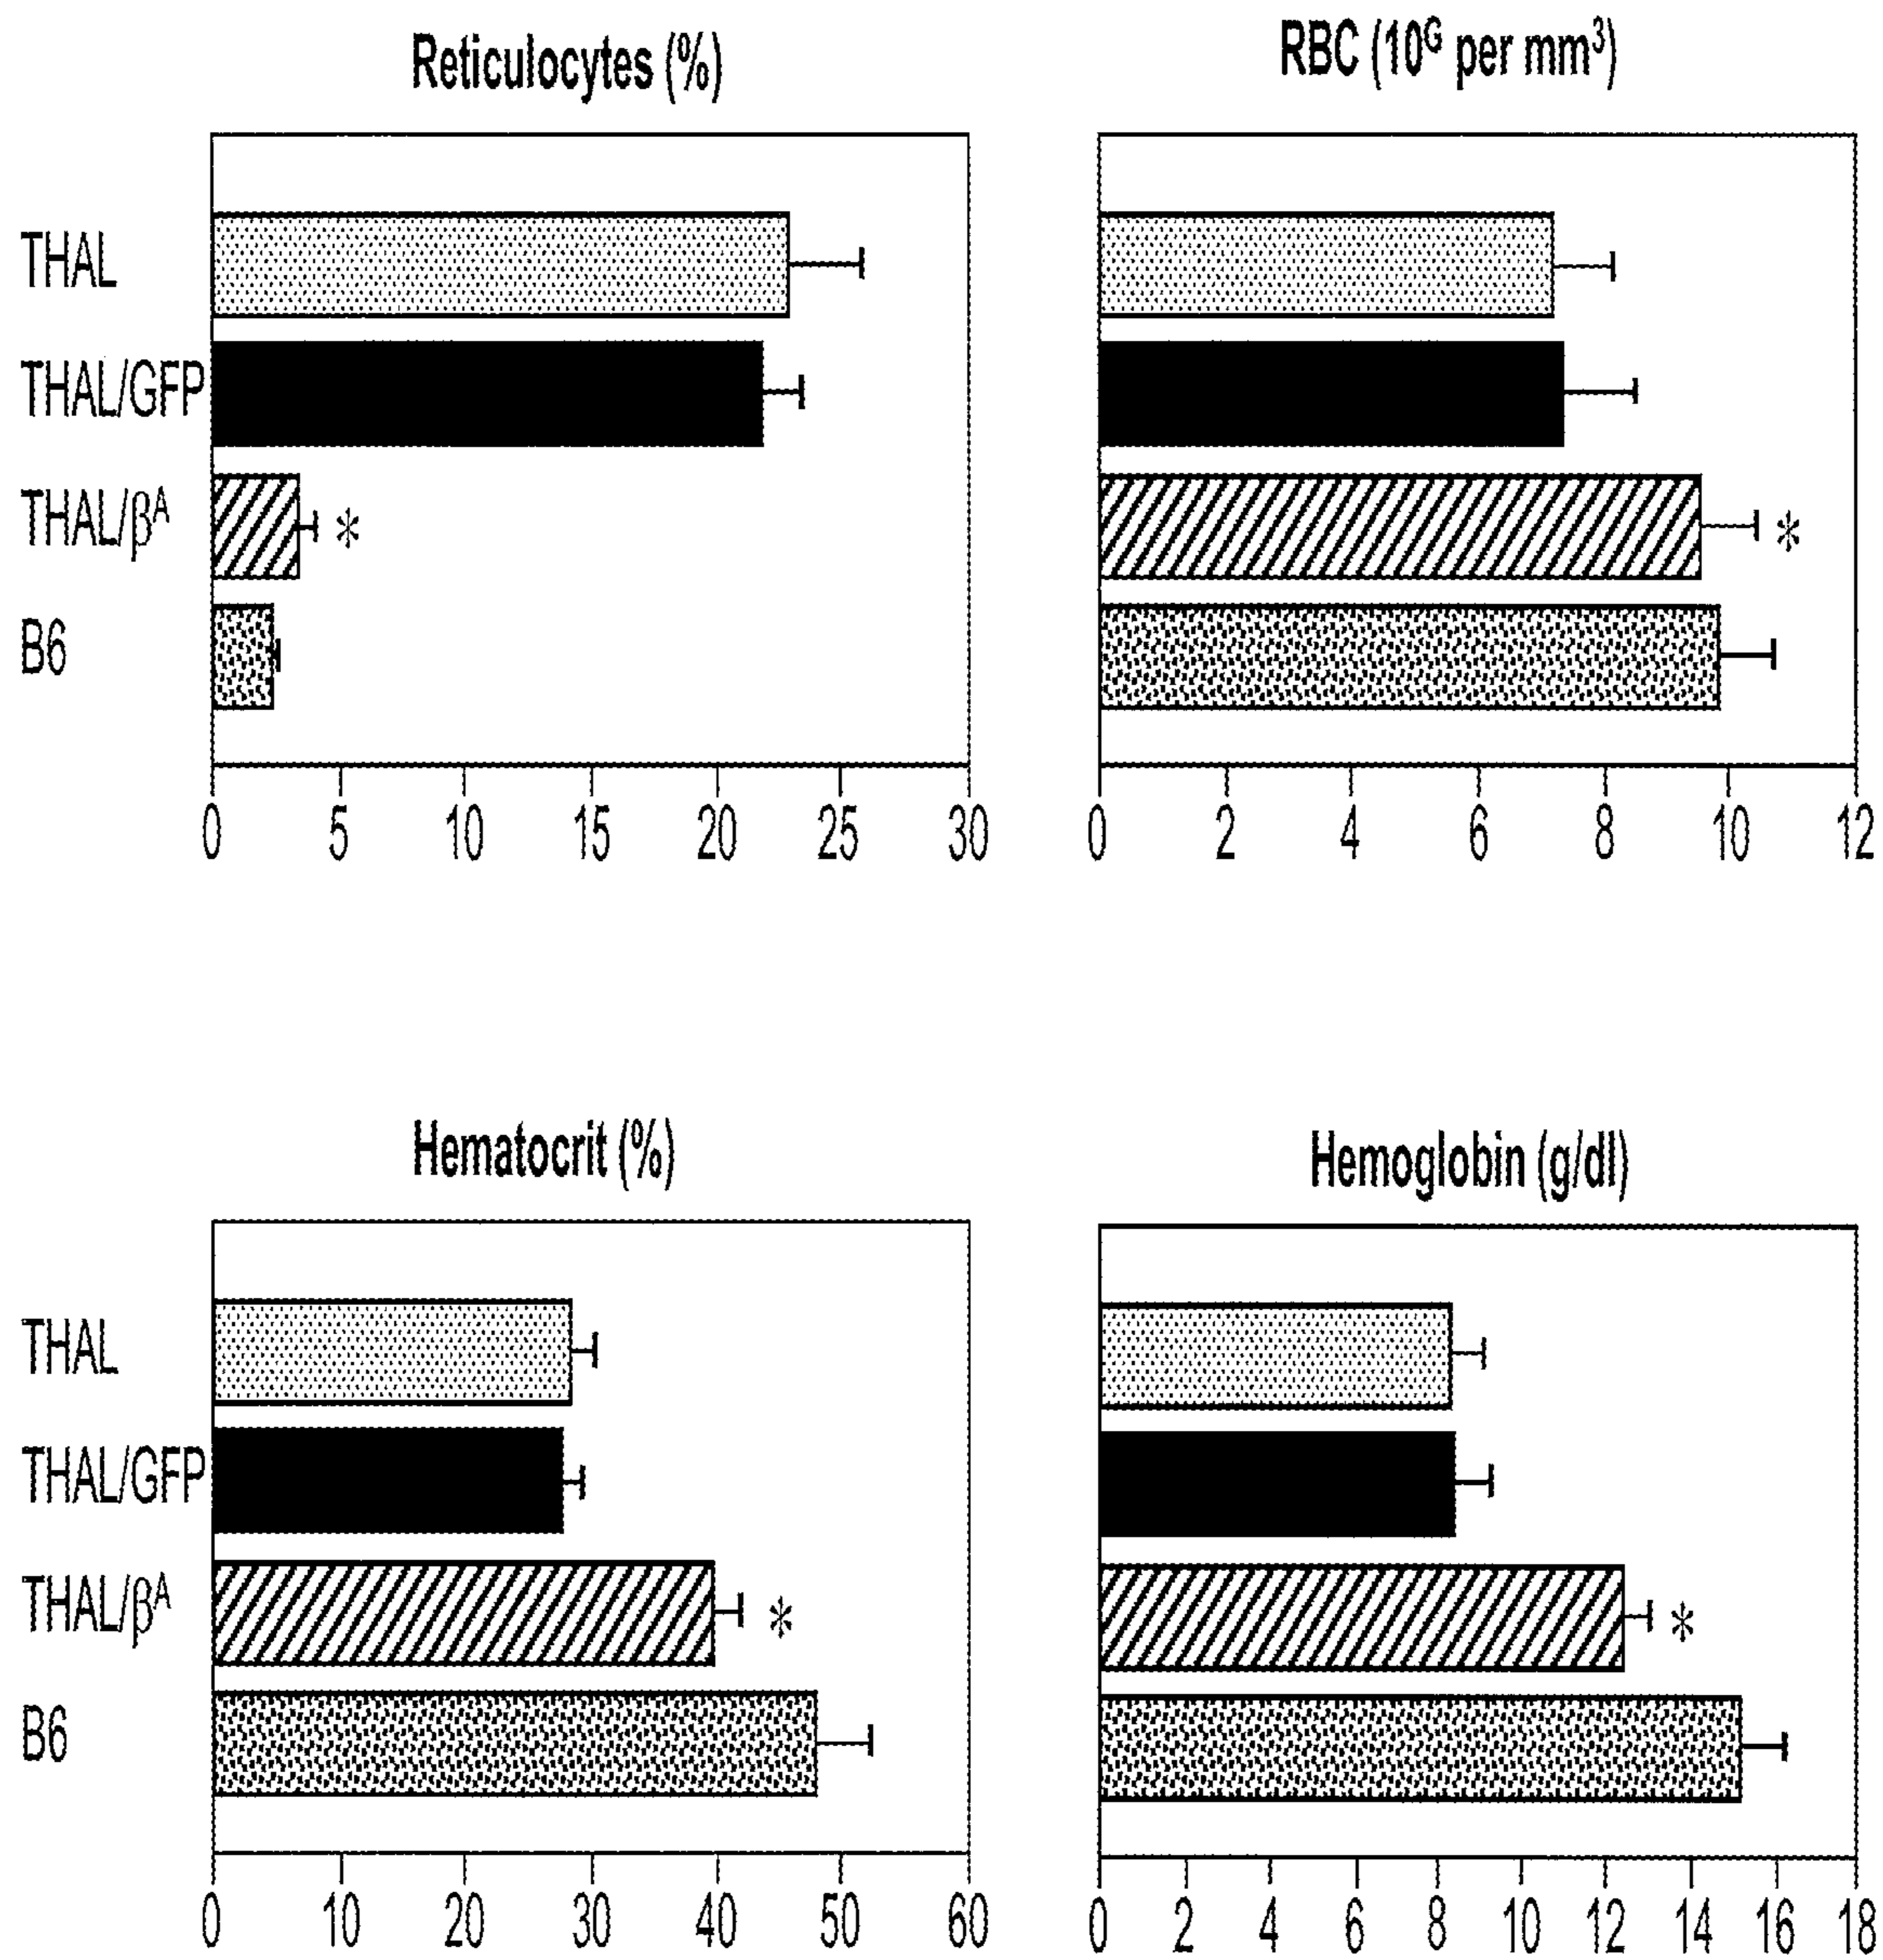 Reticulocytes (%)
THAL
THAL/GFP
THAL/βᴬ *
B6
0 5 10 15 20 25 30
RBC (10ᴳ per mm³)
*
0 2 4 6 8 10 12
Hematocrit (%)
THAL
THAL/GFP
THAL/βᴬ *
B6
0 10 20 30 40 50 60
Hemoglobin (g/dl)
*
0 2 4 6 8 10 12 14 16 18